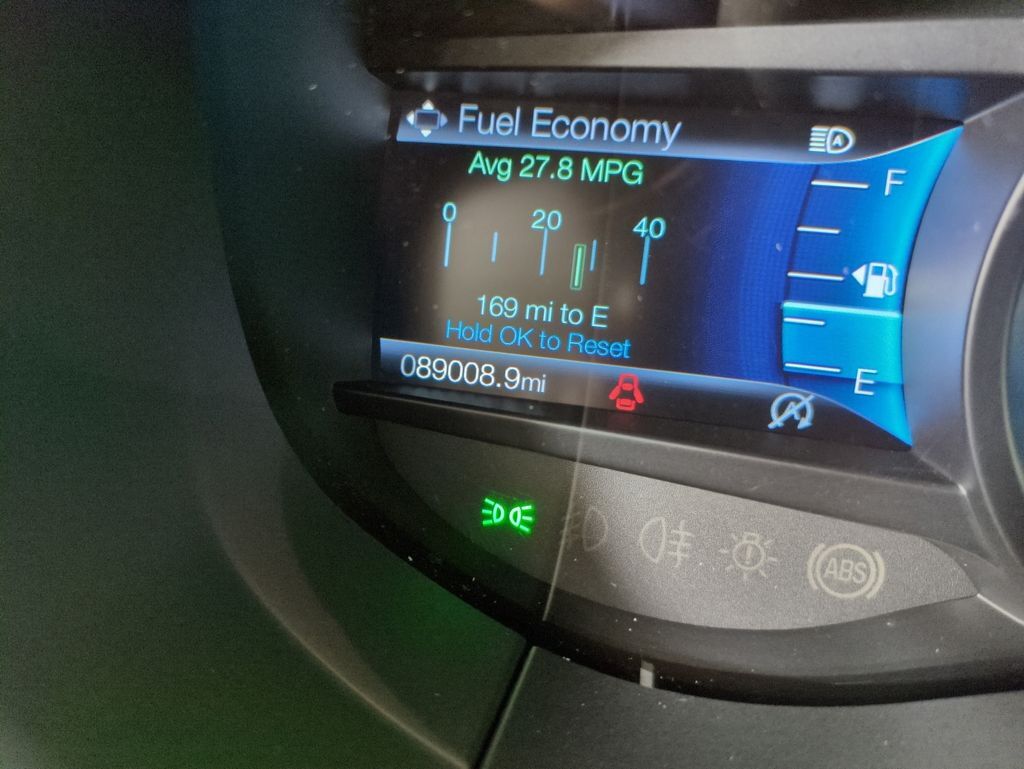 Fuel Economy
A
Avg 27.8 MPG
F
0 20 40
169 mi to E
Hold OK to Reset
E
089008.9mi
A
ABS